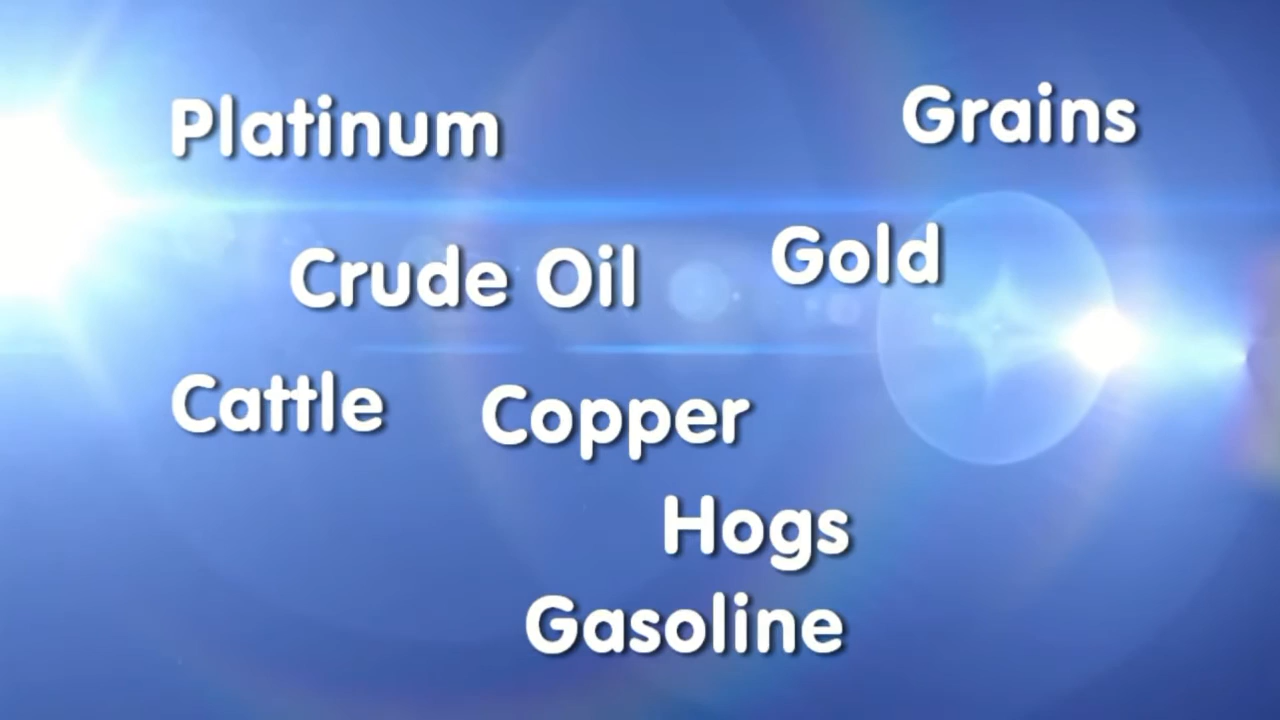 Platinum
Grains
Crude Oil
Gold
Cattle
Copper
Hogs
Gasoline